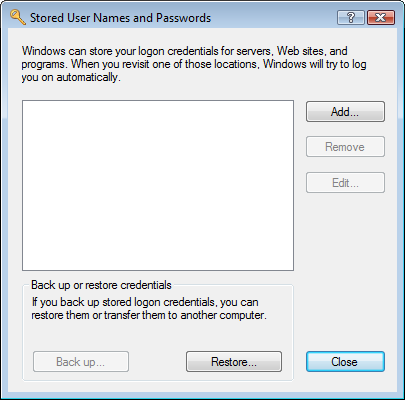 Stored User Names and Passwords
Windows can store your logon credentials for servers, Web sites, and
programs. When you revisit one of those locations, Windows will try to log
you on automatically.
Add...
Remove
Edit...
Back up or restore credentials
If you back up stored logon credentials, you can
restore them or transfer them to another computer.
Back up...
Restore...
Close